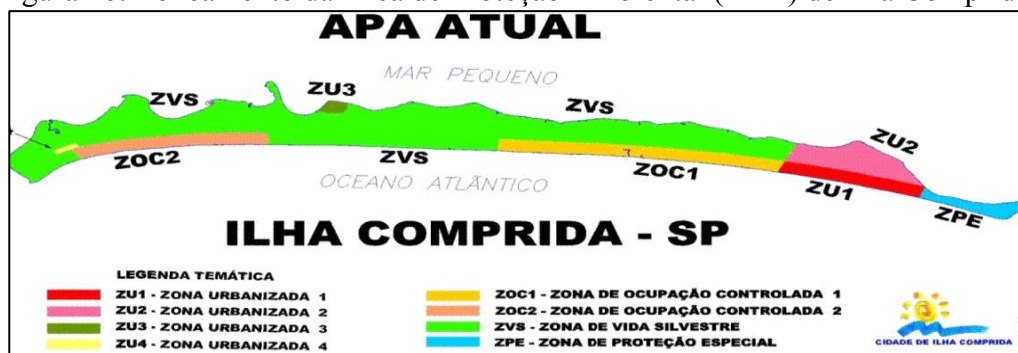 APA ATUAL
MAR PEQUENO
ZVS
ZU3
ZVS
ZU2
ZOC2
ZVS
ZOC1
ZU1
ZPE
OCEANO ATLÂNTICO
ILHA COMPRIDA - SP
LEGENDA TEMÁTICA
ZU1 - ZONA URBANIZADA 1
ZU2 - ZONA URBANIZADA 2
ZU3 - ZONA URBANIZADA 3
ZU4 - ZONA URBANIZADA 4
ZOC1 - ZONA DE OCUPAÇÃO CONTROLADA 1
ZOC2 - ZONA DE OCUPAÇÃO CONTROLADA 2
ZVS - ZONA DE VIDA SILVESTRE
ZPE - ZONA DE PROTEÇÃO ESPECIAL
CIDADE DE ILHA COMPRIDA